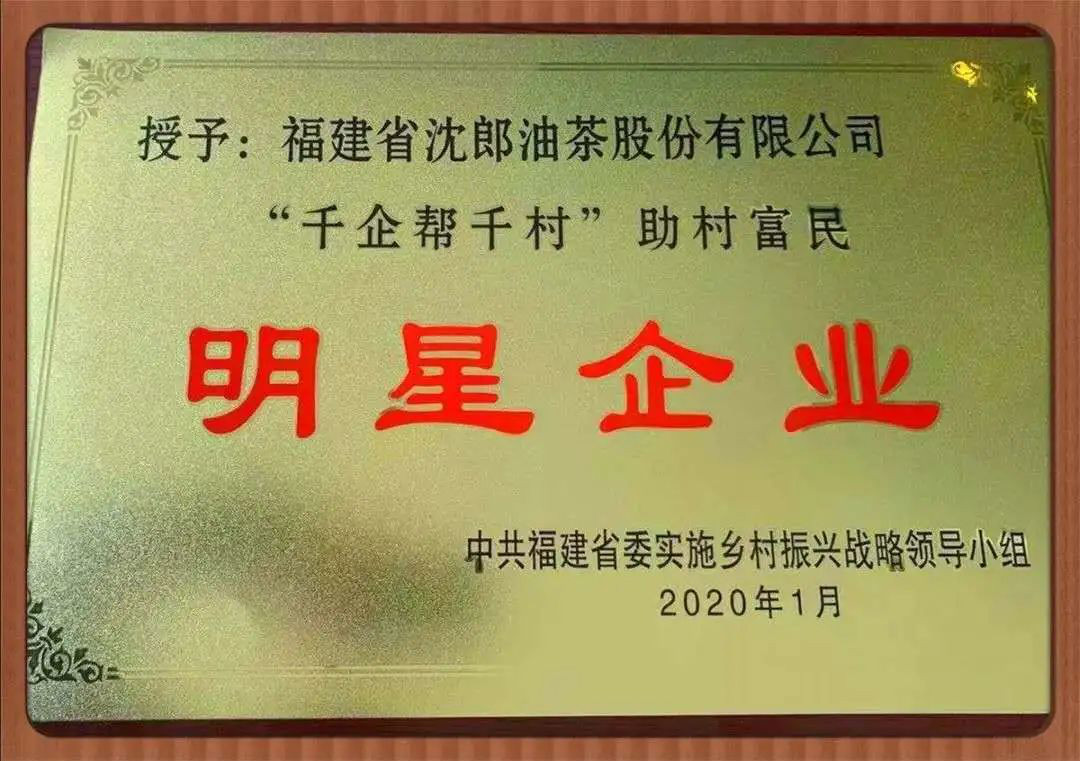 授予：福建省沈郎油茶股份有限公司
“千企帮千村”助村富民
明星企业
中共福建省委实施乡村振兴战略领导小组
2020年1月